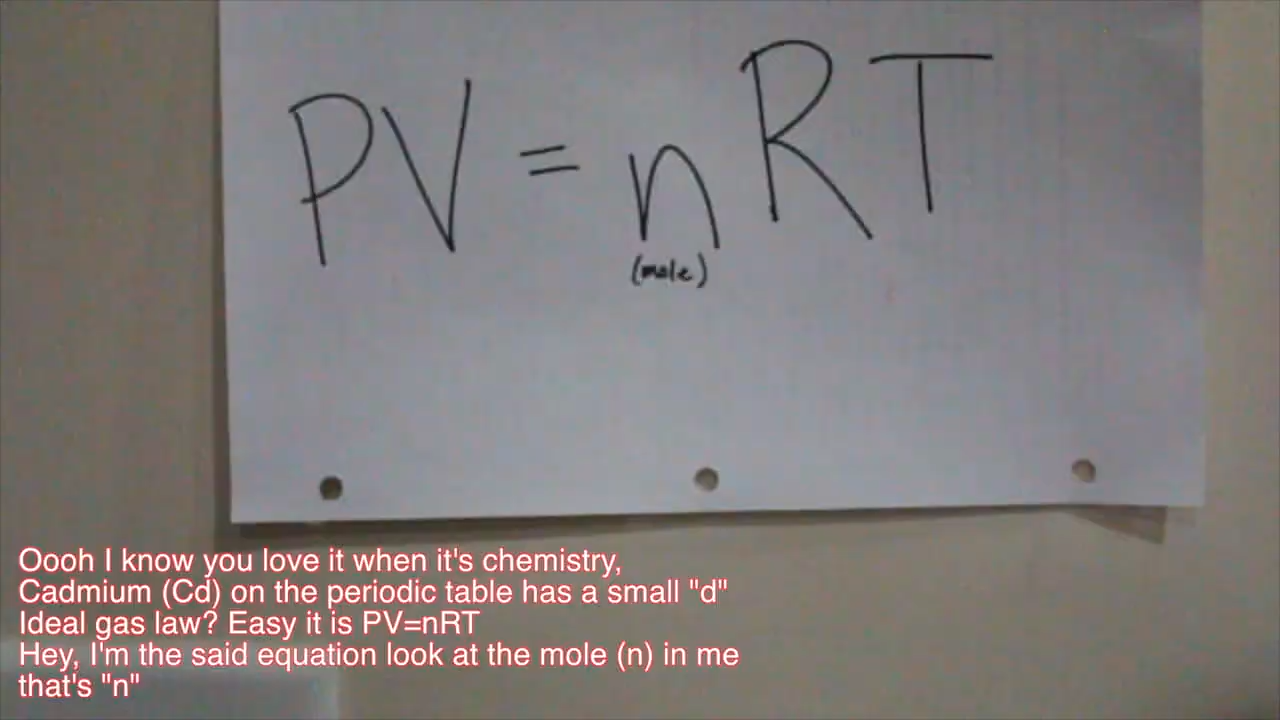 PV = nRT
(mole)
Oooh I know you love it when it's chemistry,
Cadmium (Cd) on the periodic table has a small "d"
Ideal gas law? Easy it is PV=nRT
Hey, I'm the said equation look at the mole (n) in me
that's "n"